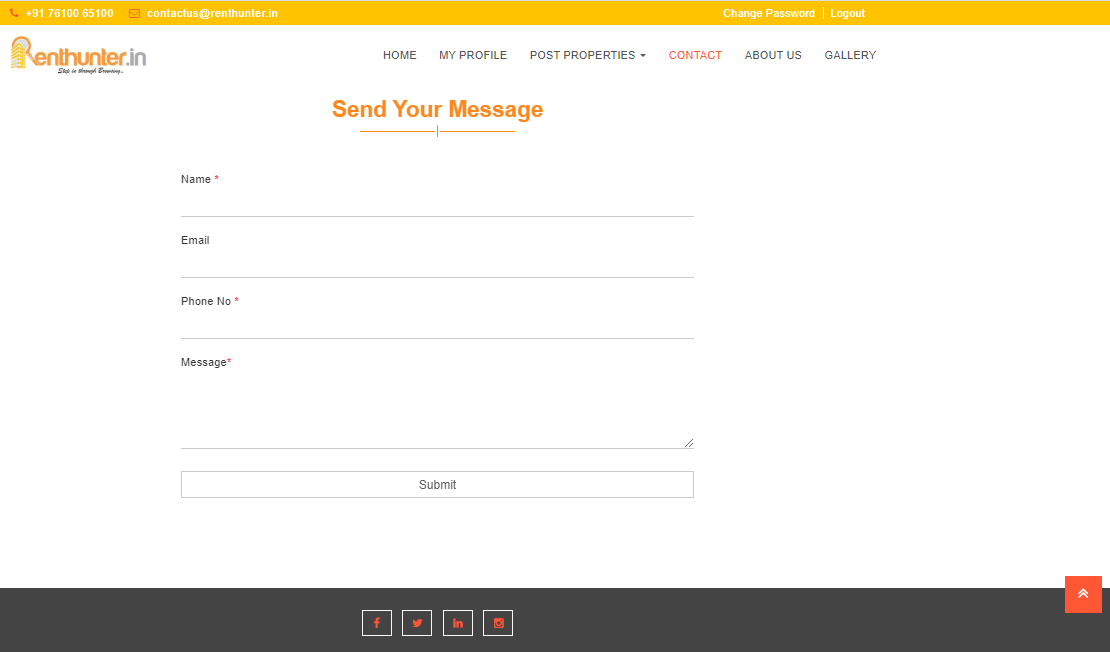 +91 76100 65100 contactus@renthunter.in Change Password Logout
Renthunter.in
Step in through Browsing..
HOME MY PROFILE POST PROPERTIES CONTACT ABOUT US GALLERY
Send Your Message
Name *
Email
Phone No *
Message*
Submit